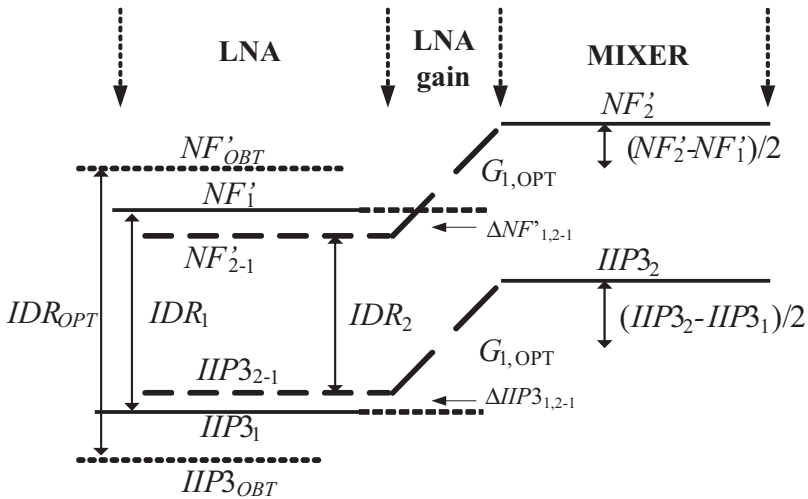 LNA
LNA
gain
MIXER
NF'2
(NF'2-NF'1)/2
NF'OBT
G1,OPT
NF'1
ΔNF'1,2-1
NF'2-1
IIP32
IDROPT
IDR1
IDR2
(IIP32-IIP31)/2
G1,OPT
IIP32-1
ΔIIP31,2-1
IIP31
IIP3OBT